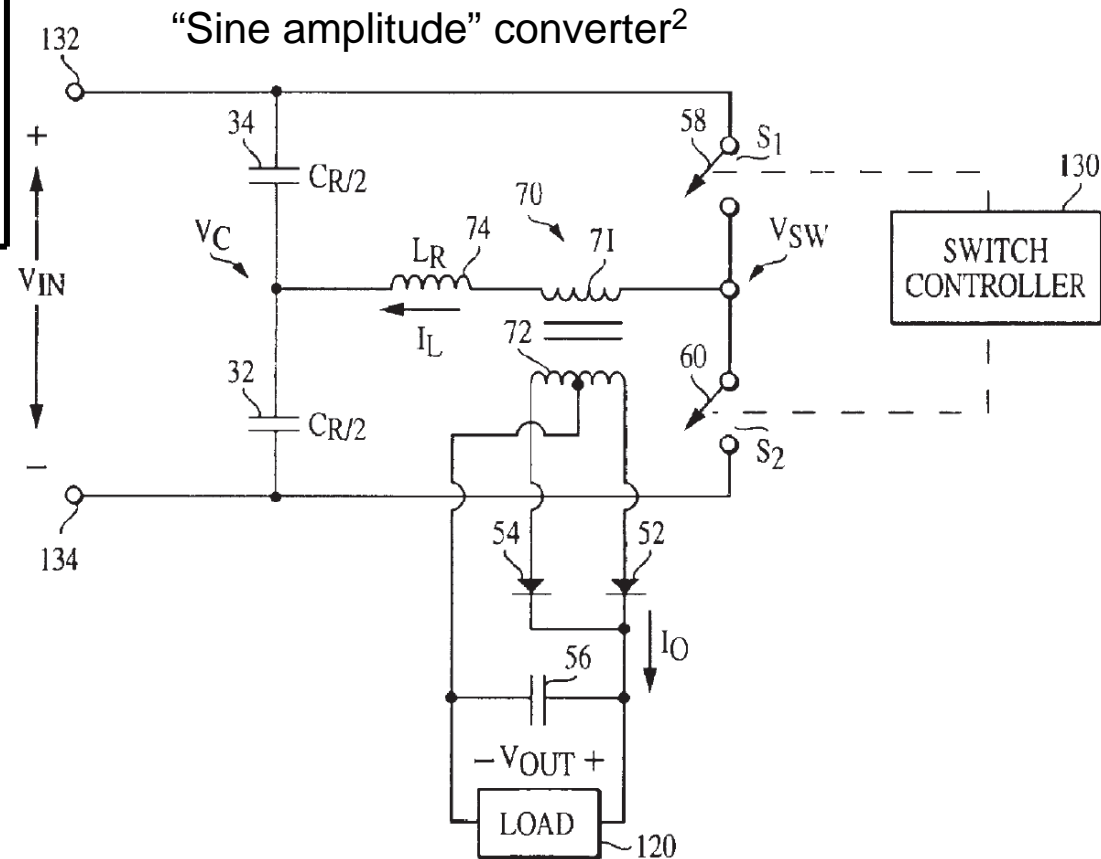 “Sine amplitude” converter2
132
34
58
S1
130
+
CR/2
70
74
71
VC
LR
VSW
SWITCH
CONTROLLER
VIN
IL
72
60
32
CR/2
S2
−
134
54
52
IO
56
− VOUT +
LOAD
120